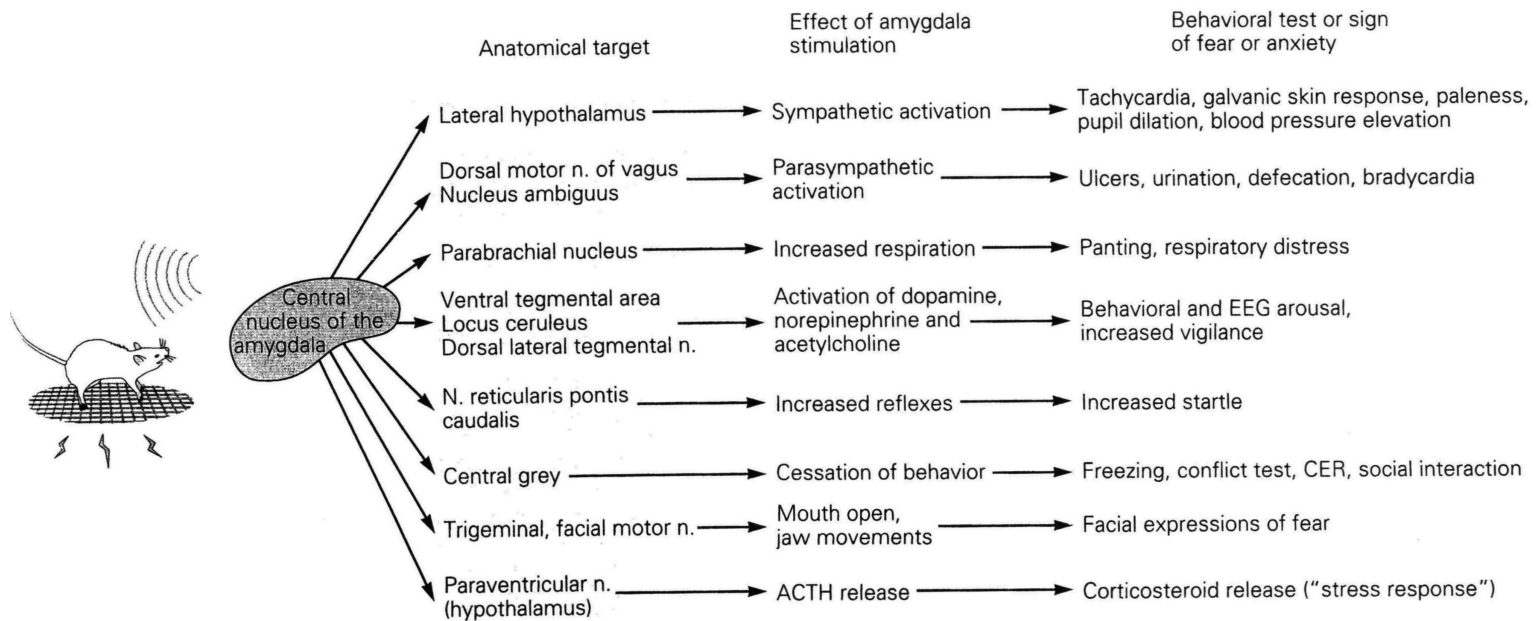 Anatomical target
Effect of amygdala
stimulation
Behavioral test or sign
of fear or anxiety
Central
nucleus of the
amygdala
Lateral hypothalamus
Sympathetic activation
Tachycardia, galvanic skin response, paleness,
pupil dilation, blood pressure elevation
Dorsal motor n. of vagus
Nucleus ambiguus
Parasympathetic
activation
Ulcers, urination, defecation, bradycardia
Parabrachial nucleus
Increased respiration
Panting, respiratory distress
Ventral tegmental area
Locus ceruleus
Dorsal lateral tegmental n.
Activation of dopamine,
norepinephrine and
acetylcholine
Behavioral and EEG arousal,
increased vigilance
N. reticularis pontis
caudalis
Increased reflexes
Increased startle
Central grey
Cessation of behavior
Freezing, conflict test, CER, social interaction
Trigeminal, facial motor n.
Mouth open,
jaw movements
Facial expressions of fear
Paraventricular n.
(hypothalamus)
ACTH release
Corticosteroid release ("stress response")